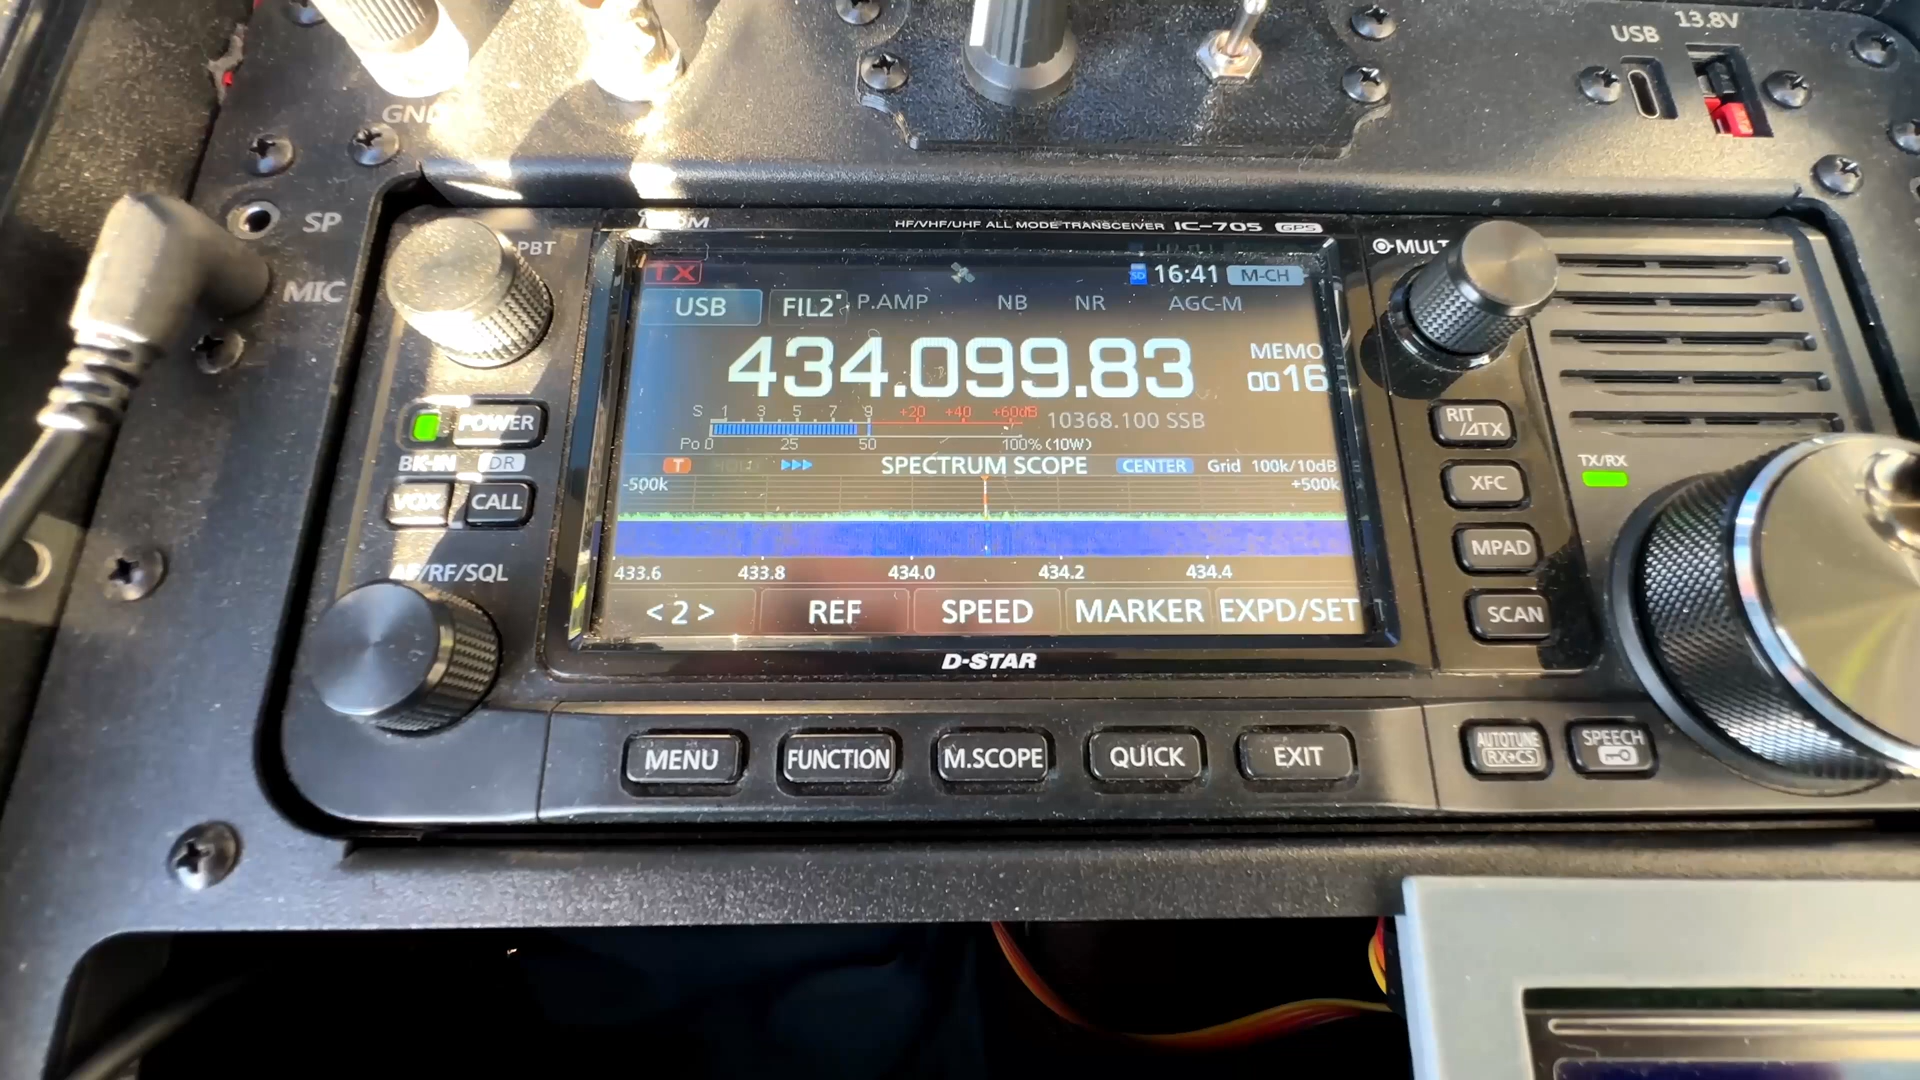 USB 13.8V
GND
SP
MIC
PBT
HF/VHF/UHF ALL MODE TRANSCEIVER IC-705 GPS
MULT
TX
SD 16:41 M-CH
USB FIL2 P.AMP NB NR AGC-M
434.099.83
MEMO
0016
S 1 3 5 7 9 +20 +40 +60dB
10368.100 SSB
Po 0 25 50 100% (10W)
T HOLD SPECTRUM SCOPE CENTER Grid 100k/10dB
-500k +500k
433.6 433.8 434.0 434.2 434.4
< 2 > REF SPEED MARKER EXPD/SET
D-STAR
POWER
BK-IN DR
VOX CALL
AF/RF/SQL
RIT
/ΔTX
XFC
MPAD
SCAN
TX/RX
MENU FUNCTION M.SCOPE QUICK EXIT
AUTOTUNE
RX→CS
SPEECH